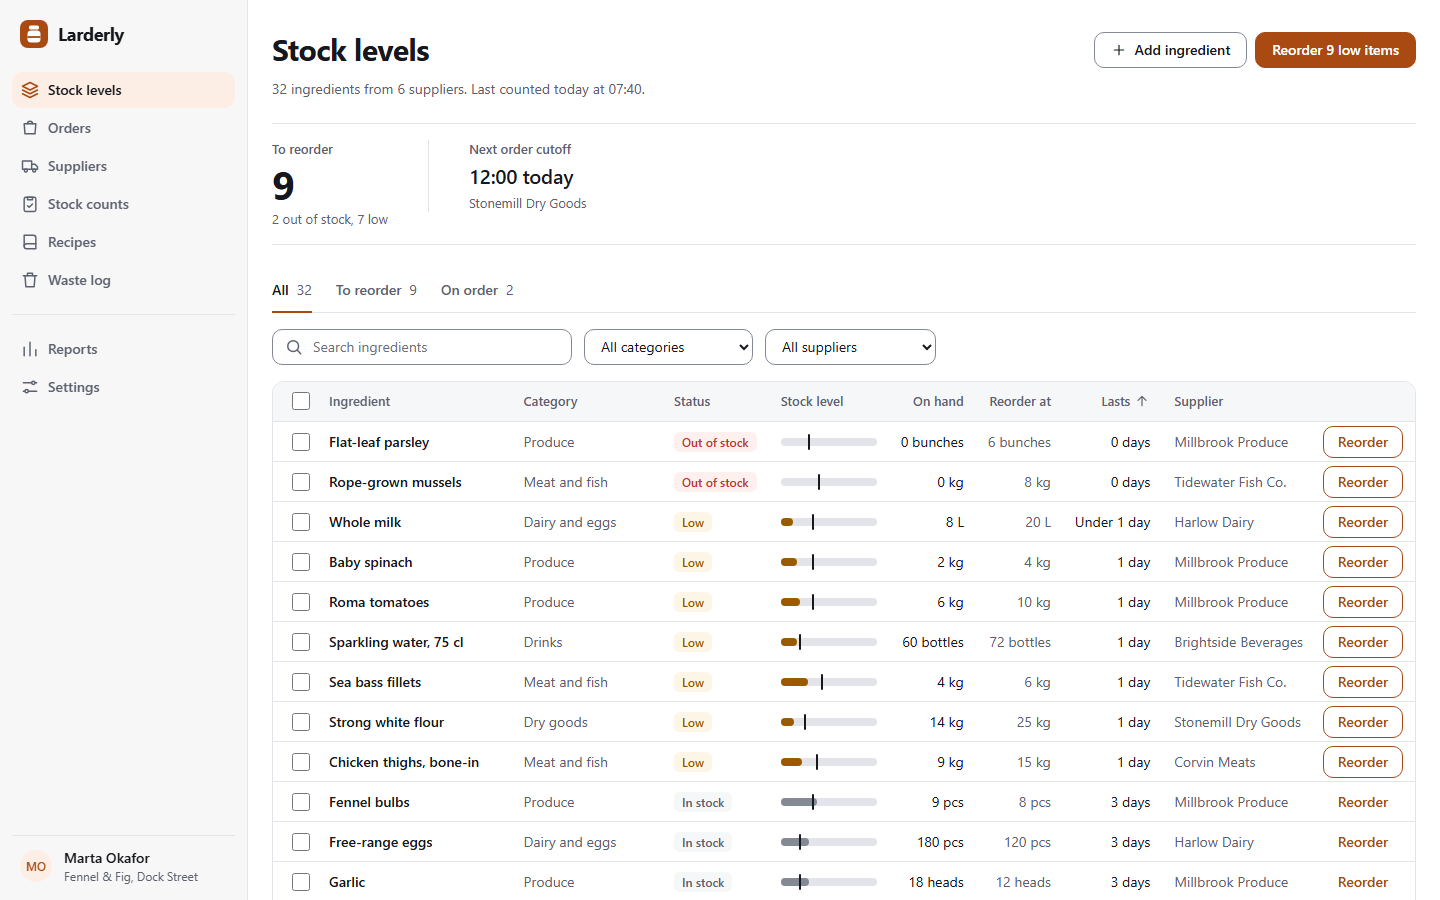 Larderly
Stock levels
Orders
Suppliers
Stock counts
Recipes
Waste log
Reports
Settings
MO
Marta Okafor
Fennel & Fig, Dock Street
Stock levels
32 ingredients from 6 suppliers. Last counted today at 07:40.
Add ingredient
Reorder 9 low items
To reorder
9
2 out of stock, 7 low
Next order cutoff
12:00 today
Stonemill Dry Goods
All 32 To reorder 9 On order 2
Search ingredients All categories All suppliers
Ingredient Category Status Stock level On hand Reorder at Lasts ↑ Supplier
Flat-leaf parsley Produce Out of stock 0 bunches 6 bunches 0 days Millbrook Produce Reorder
Rope-grown mussels Meat and fish Out of stock 0 kg 8 kg 0 days Tidewater Fish Co. Reorder
Whole milk Dairy and eggs Low 8 L 20 L Under 1 day Harlow Dairy Reorder
Baby spinach Produce Low 2 kg 4 kg 1 day Millbrook Produce Reorder
Roma tomatoes Produce Low 6 kg 10 kg 1 day Millbrook Produce Reorder
Sparkling water, 75 cl Drinks Low 60 bottles 72 bottles 1 day Brightside Beverages Reorder
Sea bass fillets Meat and fish Low 4 kg 6 kg 1 day Tidewater Fish Co. Reorder
Strong white flour Dry goods Low 14 kg 25 kg 1 day Stonemill Dry Goods Reorder
Chicken thighs, bone-in Meat and fish Low 9 kg 15 kg 1 day Corvin Meats Reorder
Fennel bulbs Produce In stock 9 pcs 8 pcs 3 days Millbrook Produce Reorder
Free-range eggs Dairy and eggs In stock 180 pcs 120 pcs 3 days Harlow Dairy Reorder
Garlic Produce In stock 18 heads 12 heads 3 days Millbrook Produce Reorder